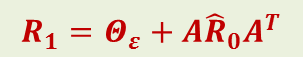 R₁ = Θ_ε + AR̂₀Aᵀ